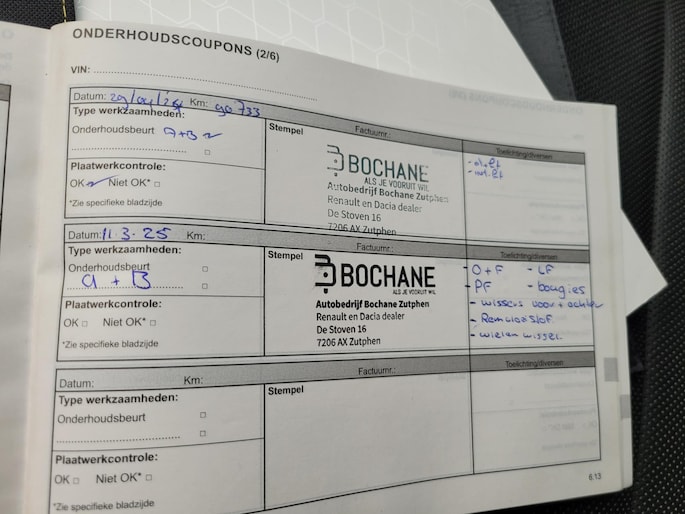 ONDERHOUDSCOUPONS (2/6)
VIN:
Datum: 29/04/'24 Km: 90 733
Type werkzaamheden:
Onderhoudsbeurt A+B
Plaatwerkcontrole:
OK Niet OK*
*Zie specifieke bladzijde
Stempel
Factuurnr.:
BOCHANE
ALS JE VOORUIT WIL
Autobedrijf Bochane Zutphen
Renault en Dacia dealer
De Stoven 16
7206 AX Zutphen
Toelichting/diversen
Datum: 11.3.25 Km:
Type werkzaamheden:
Onderhoudsbeurt
A + B
Plaatwerkcontrole:
OK Niet OK*
*Zie specifieke bladzijde
Stempel
Factuurnr.:
BOCHANE
ALS JE VOORUIT WIL
Autobedrijf Bochane Zutphen
Renault en Dacia dealer
De Stoven 16
7206 AX Zutphen
Toelichting/diversen
- O + F - LF
- PF - bougies
- wissers voor + achter
- Remvloeistof
- wielen wissel
Datum: Km:
Type werkzaamheden:
Onderhoudsbeurt
Plaatwerkcontrole:
OK Niet OK*
*Zie specifieke bladzijde
Stempel
Factuurnr.:
Toelichting/diversen
6.13